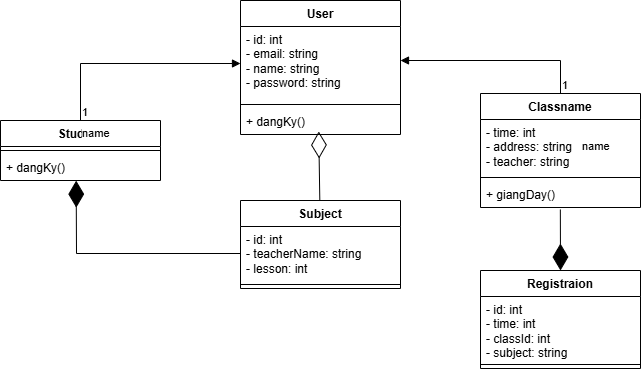 User
- id: int
- email: string
- name: string
- password: string
+ dangKy()
1
name
+ dangKy()
Subject
- id: int
- teacherName: string
- lesson: int
1
Classname
- time: int
- address: string name
- teacher: string
+ giangDay()
Registraion
- id: int
- time: int
- classId: int
- subject: string